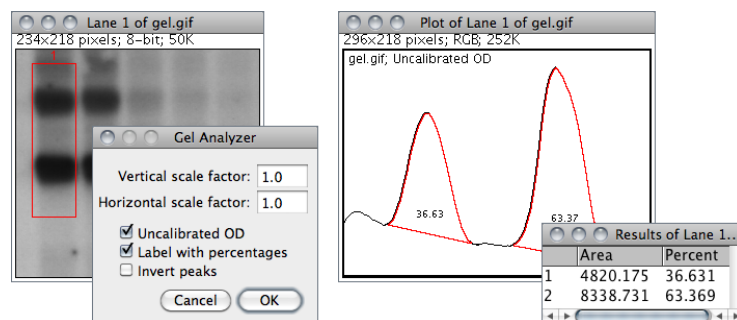 Lane 1 of gel.gif
234x218 pixels; 8-bit; 50K
1
Gel Analyzer
Vertical scale factor: 1.0
Horizontal scale factor: 1.0
Uncalibrated OD
Label with percentages
Invert peaks
Cancel OK
Plot of Lane 1 of gel.gif
296x218 pixels; RGB; 252K
gel.gif; Uncalibrated OD
36.63
63.37
Results of Lane 1...
Area Percent
1 4820.175 36.631
2 8338.731 63.369